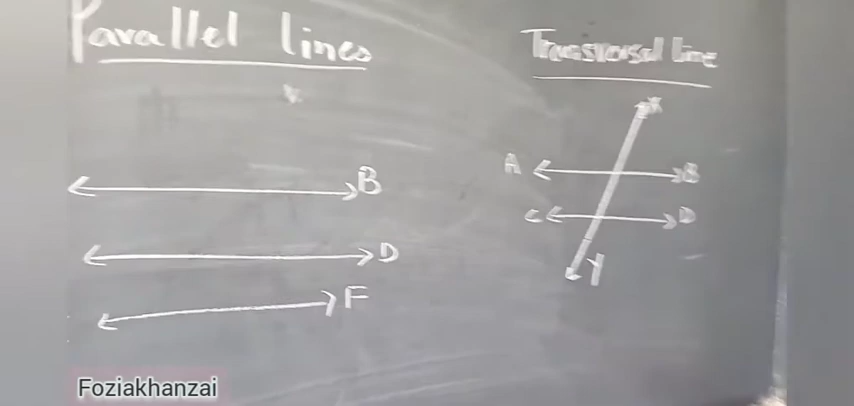 Parallel lines
Transversal line
X
A B
B
C D
D
Y
F
Foziakhanzai